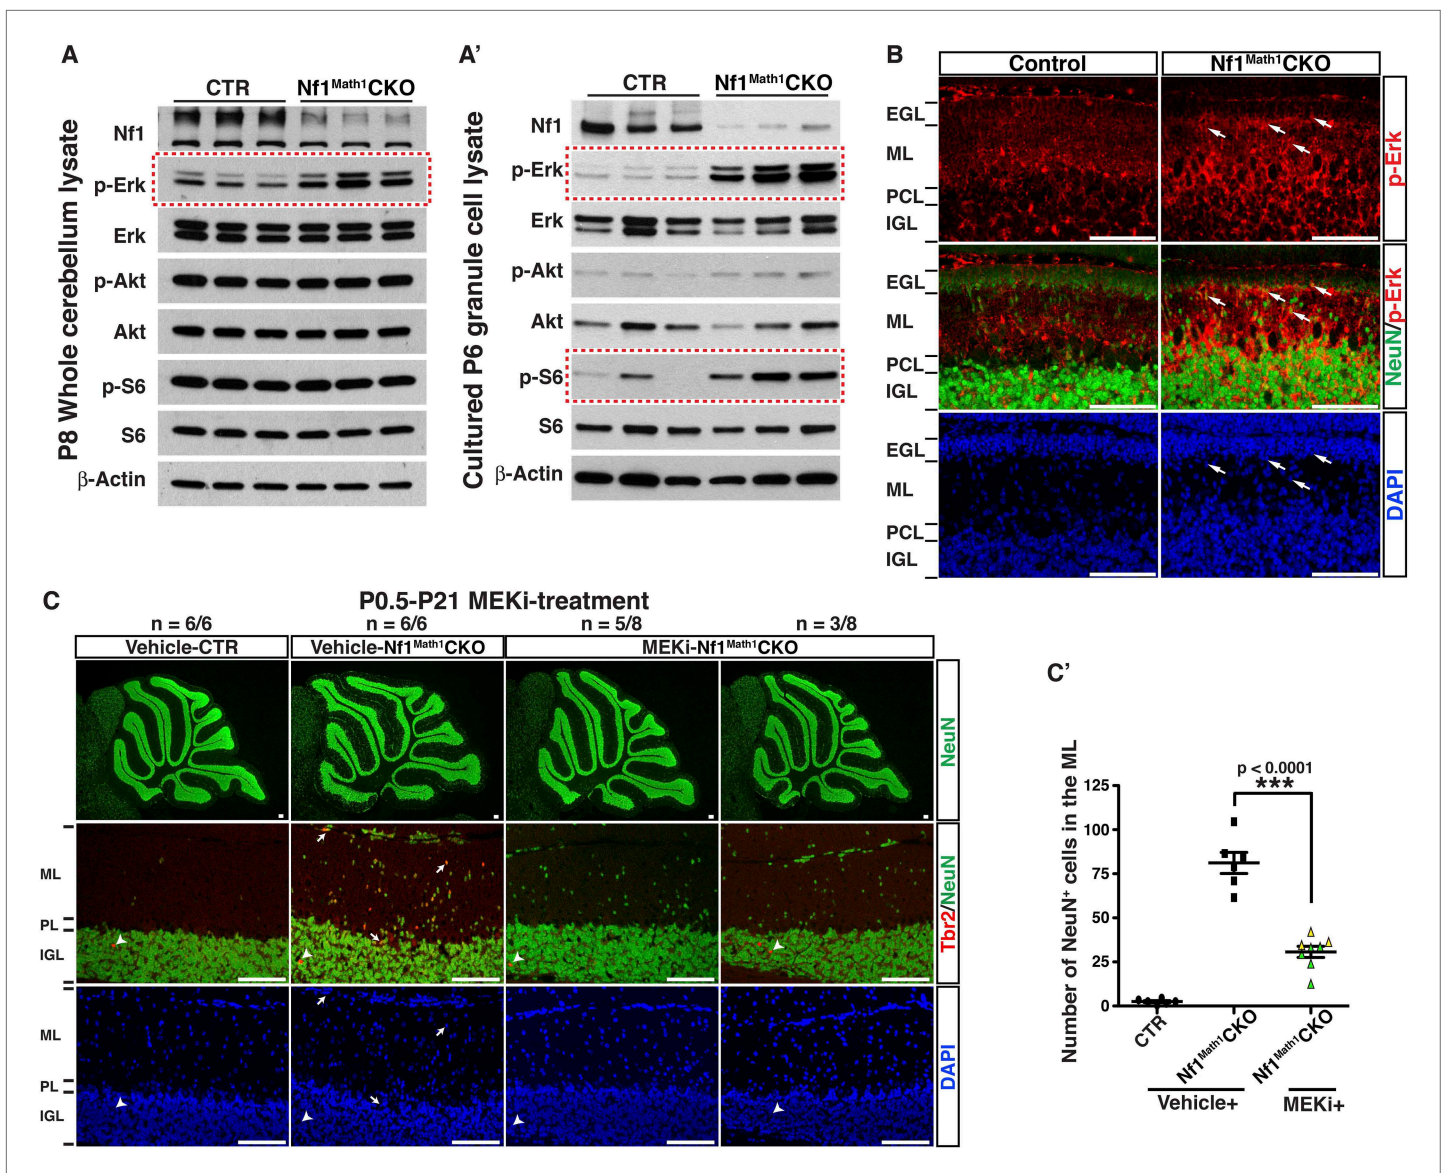 A
CTR
Nf1Math1CKO
P8 Whole cerebellum lysate
Nf1
p-Erk
Erk
p-Akt
Akt
p-S6
S6
β-Actin
A'
CTR
Nf1Math1CKO
Cultured P6 granule cell lysate
Nf1
p-Erk
Erk
p-Akt
Akt
p-S6
S6
β-Actin
B
Control
Nf1Math1CKO
EGL
ML
PCL
IGL
p-Erk
EGL
ML
PCL
IGL
NeuN/p-Erk
EGL
ML
PCL
IGL
DAPI
C
P0.5-P21 MEKi-treatment
n = 6/6
n = 6/6
n = 5/8
n = 3/8
Vehicle-CTR
Vehicle-Nf1Math1CKO
MEKi-Nf1Math1CKO
NeuN
ML
PL
IGL
Tbr2/NeuN
ML
PL
IGL
DAPI
C'
Number of NeuN+ cells in the ML
p < 0.0001
***
125
100
75
50
25
0
CTR
Nf1Math1CKO
Nf1Math1CKO
Vehicle+
MEKi+